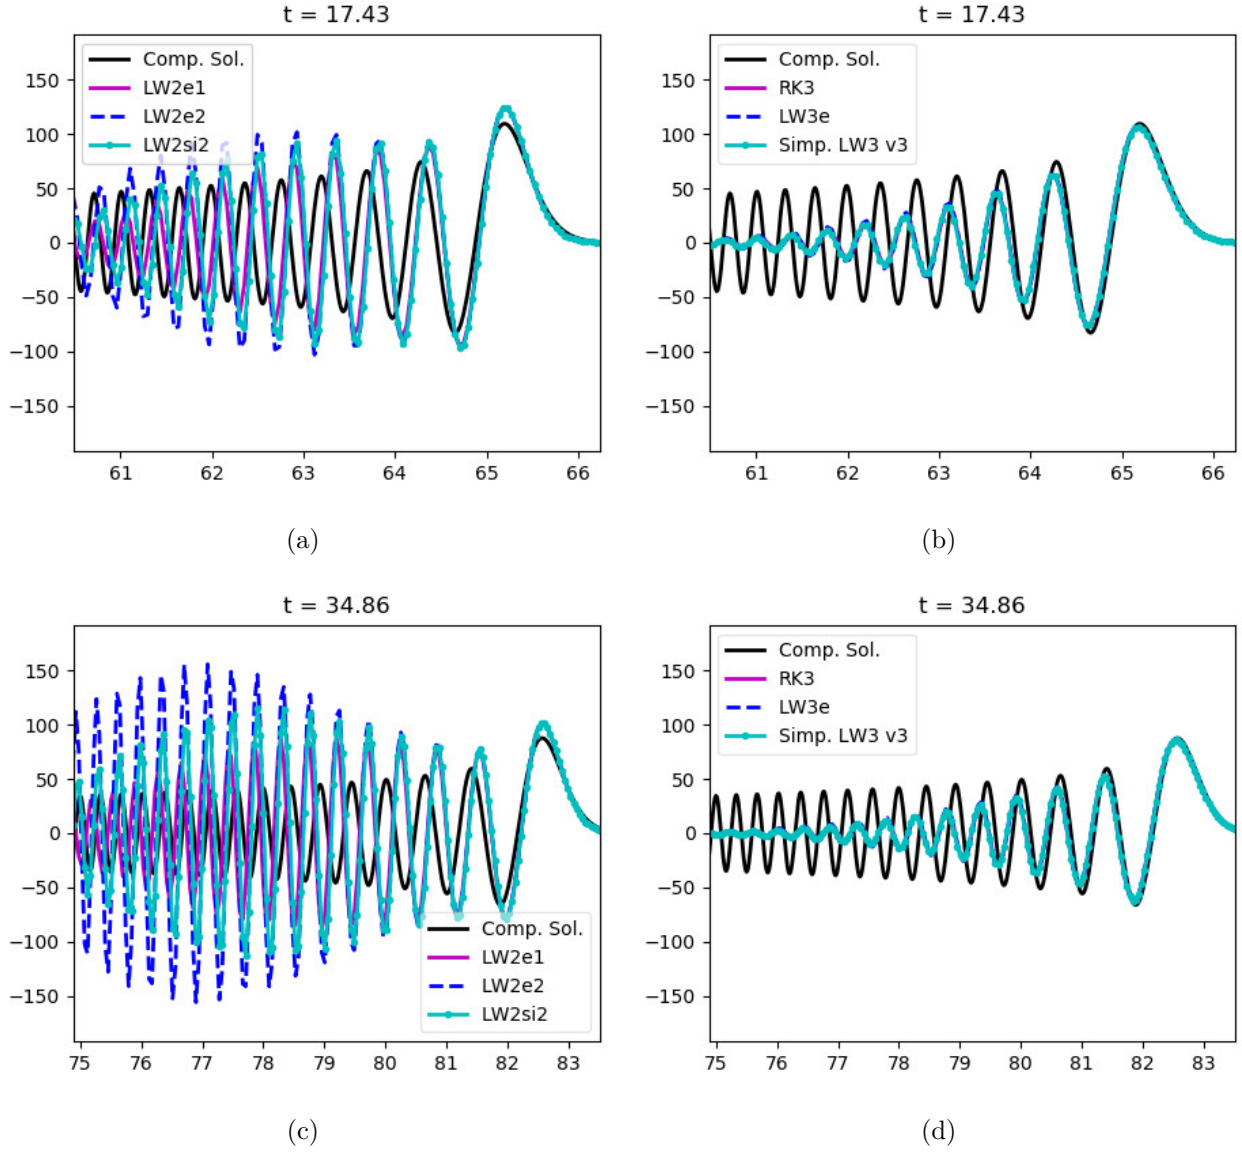 t = 17.43
150
100
50
0
−50
−100
−150
Comp. Sol.
LW2e1
LW2e2
LW2si2
61 62 63 64 65 66
(a)
t = 17.43
150
100
50
0
−50
−100
−150
Comp. Sol.
RK3
LW3e
Simp. LW3 v3
61 62 63 64 65 66
(b)
t = 34.86
150
100
50
0
−50
−100
−150
Comp. Sol.
LW2e1
LW2e2
LW2si2
75 76 77 78 79 80 81 82 83
(c)
t = 34.86
150
100
50
0
−50
−100
−150
Comp. Sol.
RK3
LW3e
Simp. LW3 v3
75 76 77 78 79 80 81 82 83
(d)